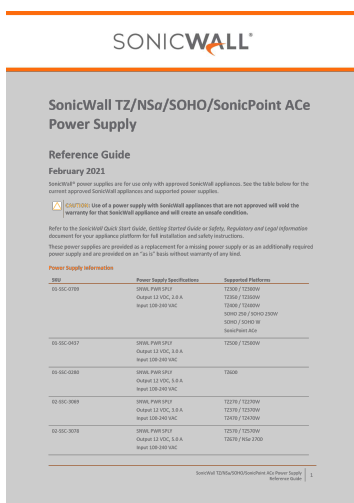 SONICWALL®
SonicWall TZ/NSa/SOHO/SonicPoint ACe
Power Supply
Reference Guide
February 2021
SonicWall® power supplies are for use only with approved SonicWall appliances. See the table below for the
current approved SonicWall appliances and supported power supplies.
CAUTION: Use of a power supply with SonicWall appliances that are not approved will void the
warranty for that SonicWall appliance and will create an unsafe condition.
Refer to the SonicWall Quick Start Guide, Getting Started Guide or Safety, Regulatory and Legal Information
document for your appliance platform for full installation and safety instructions.
These power supplies are provided as a replacement for a missing power supply or as an additionally required
power supply and are provided on an "as is" basis without warranty of any kind.
Power Supply Information
SKU Power Supply Specifications Supported Platforms
01-SSC-0709 SNWL PWR SPLY TZ300 / TZ300W
Output 12 VDC, 3.0 A TZ350 / TZ350W
Input 100-240 VAC TZ400 / TZ400W
SOHO 250 / SOHO 250W
SOHO / SOHO W
SonicPoint ACe
01-SSC-0437 SNWL PWR SPLY TZ500 / TZ500W
Output 12 VDC, 3.0 A
Input 100-240 VAC
01-SSC-0280 SNWL PWR SPLY TZ600
Output 12 VDC, 5.0 A
Input 100-240 VAC
02-SSC-3069 SNWL PWR SPLY TZ270 / TZ270W
Output 12 VDC, 3.0 A TZ370 / TZ370W
Input 100-240 VAC TZ470 / TZ470W
02-SSC-3078 SNWL PWR SPLY TZ570 / TZ570W
Output 12 VDC, 5.0 A TZ670 / NSa 2700
Input 100-240 VAC
SonicWall TZ/NSa/SOHO/SonicPoint ACe Power Supply
Reference Guide
1